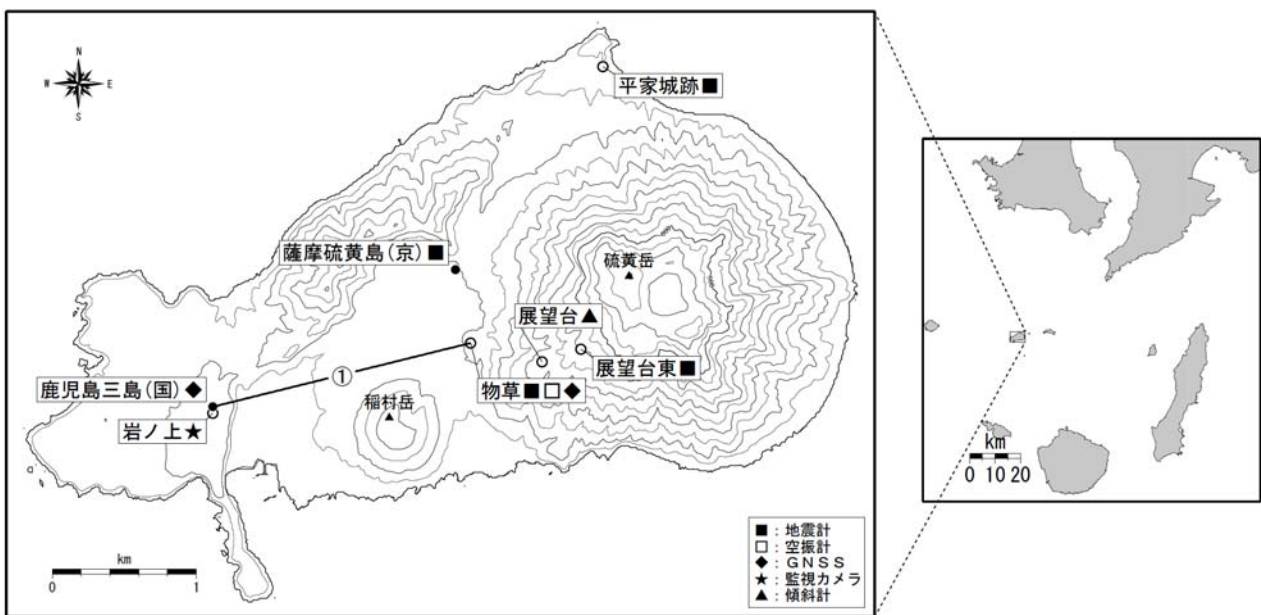 N
W
E
S
平家城跡■
薩摩硫黄島(京)■
硫黄岳
展望台▲
展望台東■
①
鹿児島三島(国)◆
物草■□◆
稲村岳
岩ノ上★
km
0 1
■:地震計
□:空振計
◆:GNSS
★:監視カメラ
▲:傾斜計
km
0 10 20